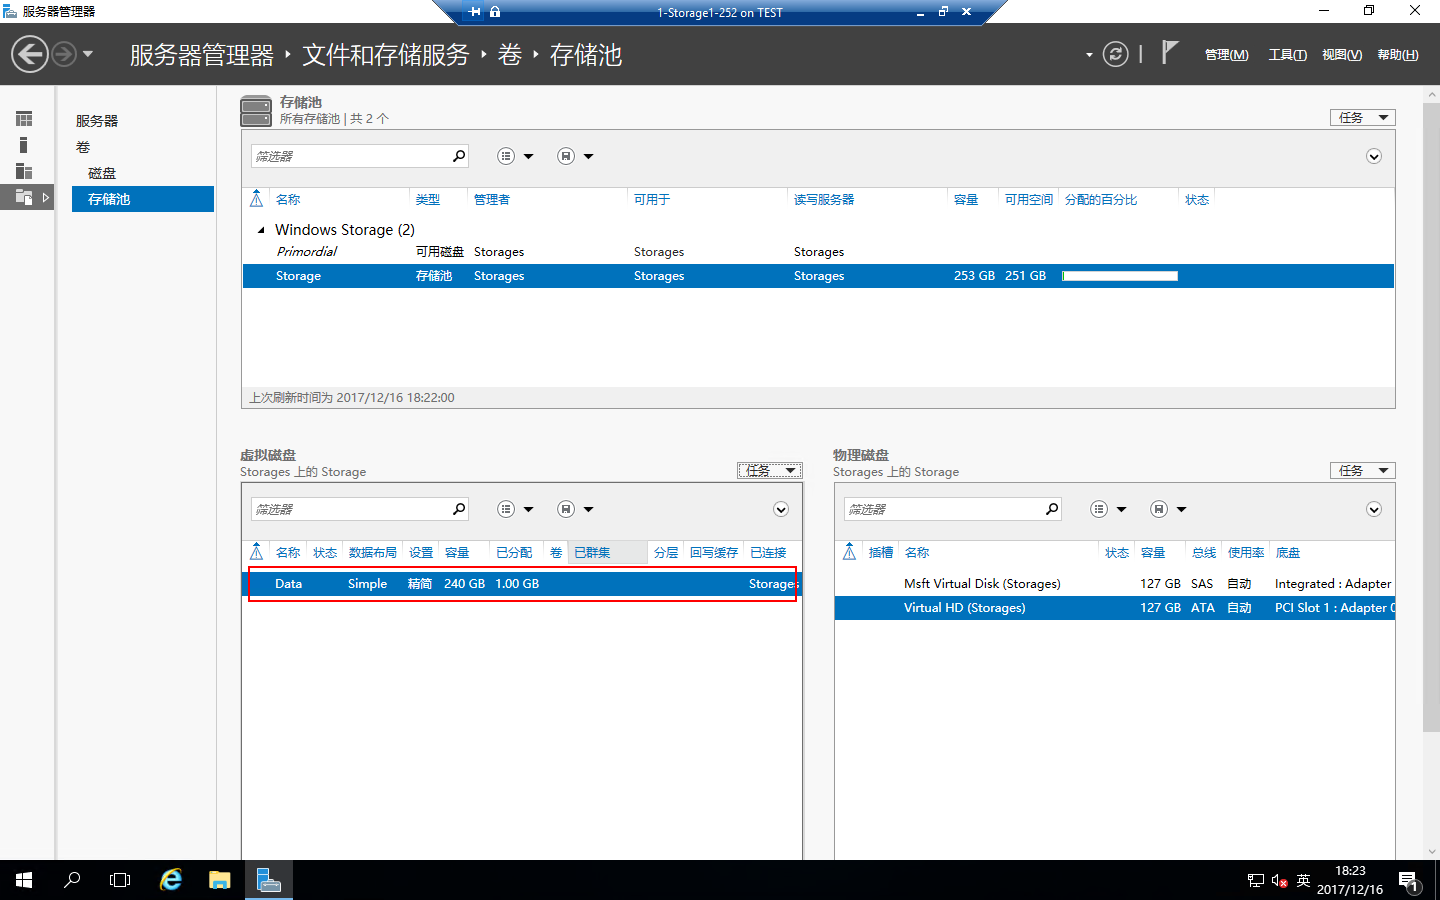 服务器管理器
1-Storage1-252 on TEST
服务器管理器 ‣ 文件和存储服务 ‣ 卷 ‣ 存储池
管理(M) 工具(T) 视图(V) 帮助(H)
服务器
卷
磁盘
存储池
存储池
所有存储池 | 共 2 个
任务
筛选器
名称 类型 管理者 可用于 读写服务器 容量 可用空间 分配的百分比 状态
Windows Storage (2)
Primordial 可用磁盘 Storages Storages Storages
Storage 存储池 Storages Storages Storages 253 GB 251 GB
上次刷新时间为 2017/12/16 18:22:00
虚拟磁盘
Storages 上的 Storage
任务
筛选器
名称 状态 数据布局 设置 容量 已分配 卷 已群集 分层 回写缓存 已连接
Data Simple 精简 240 GB 1.00 GB Storages
物理磁盘
Storages 上的 Storage
任务
筛选器
插槽 名称 状态 容量 总线 使用率 底盘
Msft Virtual Disk (Storages) 127 GB SAS 自动 Integrated : Adapter
Virtual HD (Storages) 127 GB ATA 自动 PCI Slot 1 : Adapter 0
英
18:23
2017/12/16
1